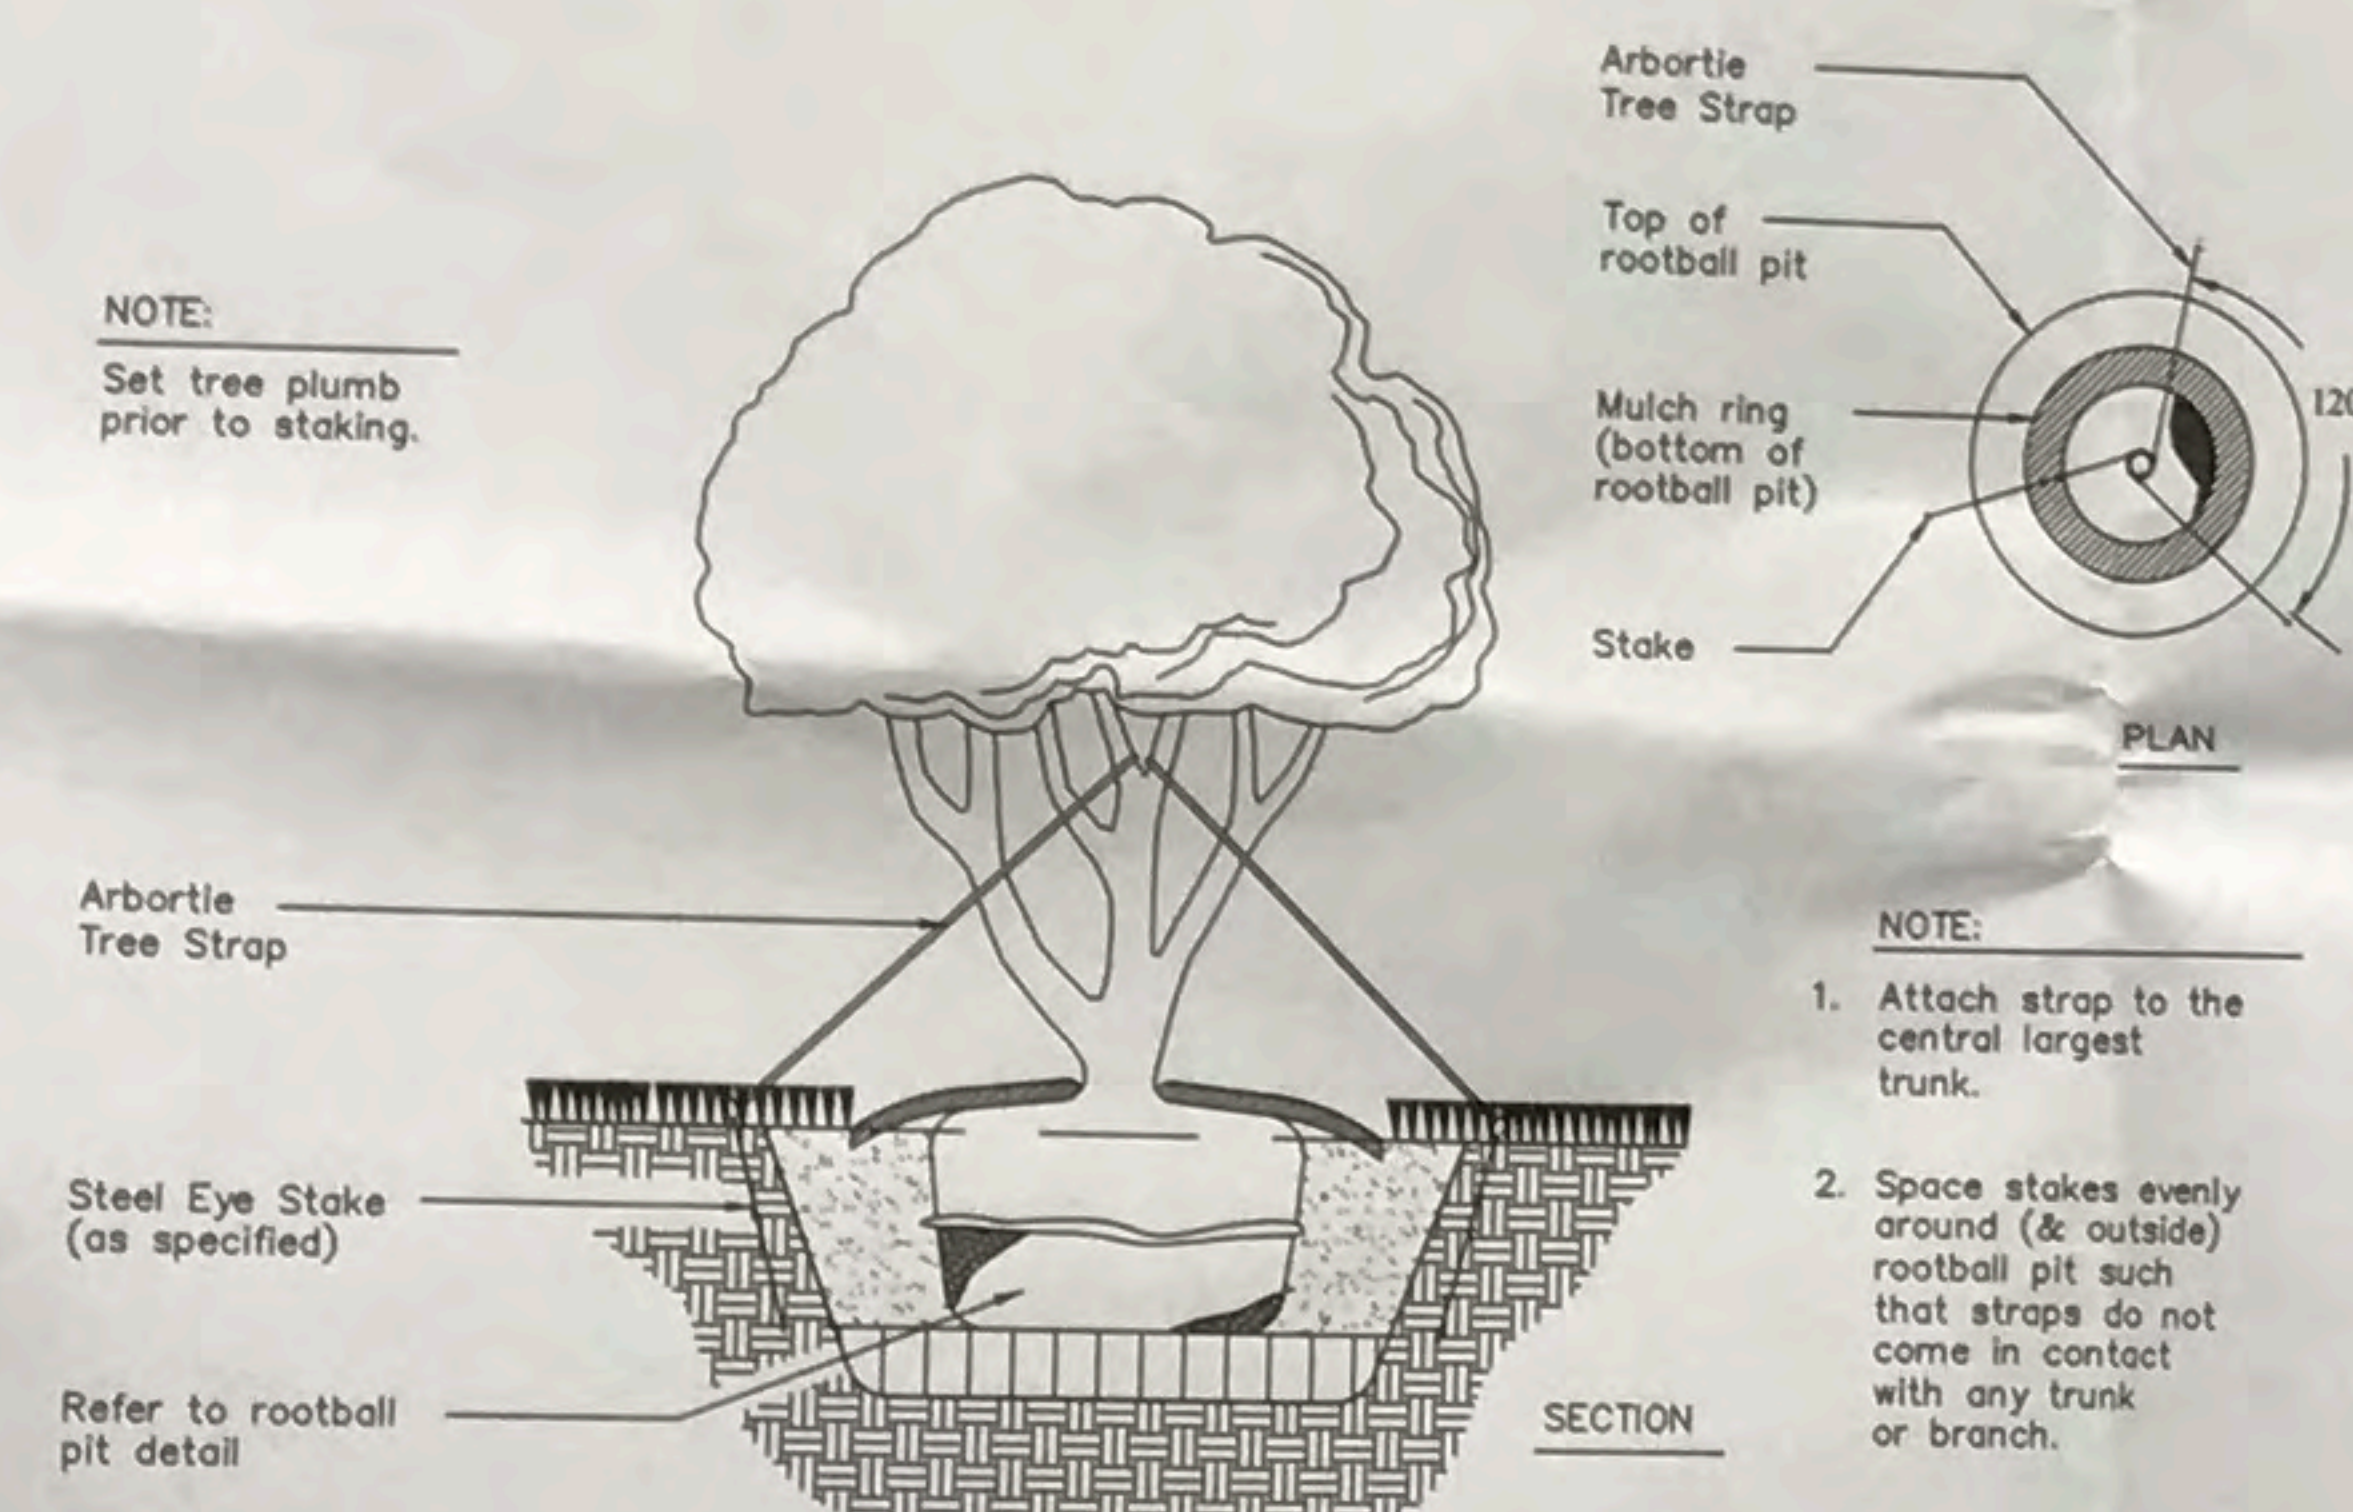 Arbortie
Tree Strap
Top of
rootball pit
NOTE:
Set tree plumb
prior to staking.
Mulch ring
(bottom of
rootball pit)
120
Stake
PLAN
Arbortie
Tree Strap
NOTE:
1. Attach strap to the
central largest
trunk.
2. Space stakes evenly
around (& outside)
rootball pit such
that straps do not
come in contact
with any trunk
or branch.
Steel Eye Stake
(as specified)
Refer to rootball
pit detail
SECTION